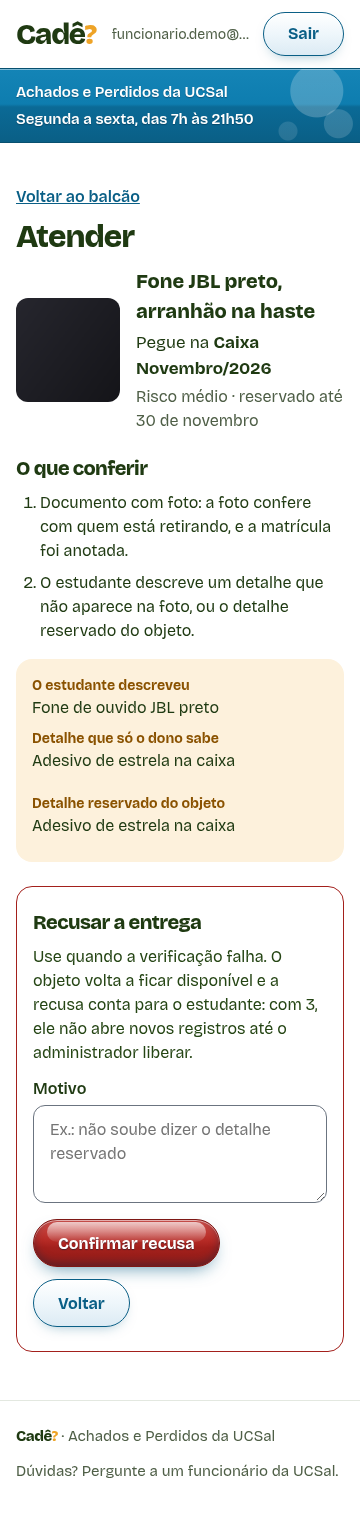 Cadê?
funcionario.demo@...
Sair
Achados e Perdidos da UCSal
Segunda a sexta, das 7h às 21h50
Voltar ao balcão
Atender
Fone JBL preto,
arranhão na haste
Pegue na Caixa
Novembro/2026
Risco médio · reservado até
30 de novembro
O que conferir
1. Documento com foto: a foto confere
com quem está retirando, e a matrícula
foi anotada.
2. O estudante descreve um detalhe que
não aparece na foto, ou o detalhe
reservado do objeto.
O estudante descreveu
Fone de ouvido JBL preto
Detalhe que só o dono sabe
Adesivo de estrela na caixa
Detalhe reservado do objeto
Adesivo de estrela na caixa
Recusar a entrega
Use quando a verificação falha. O
objeto volta a ficar disponível e a
recusa conta para o estudante: com 3,
ele não abre novos registros até o
administrador liberar.
Motivo
Ex.: não soube dizer o detalhe
reservado
Confirmar recusa
Voltar
Cadê? · Achados e Perdidos da UCSal
Dúvidas? Pergunte a um funcionário da UCSal.